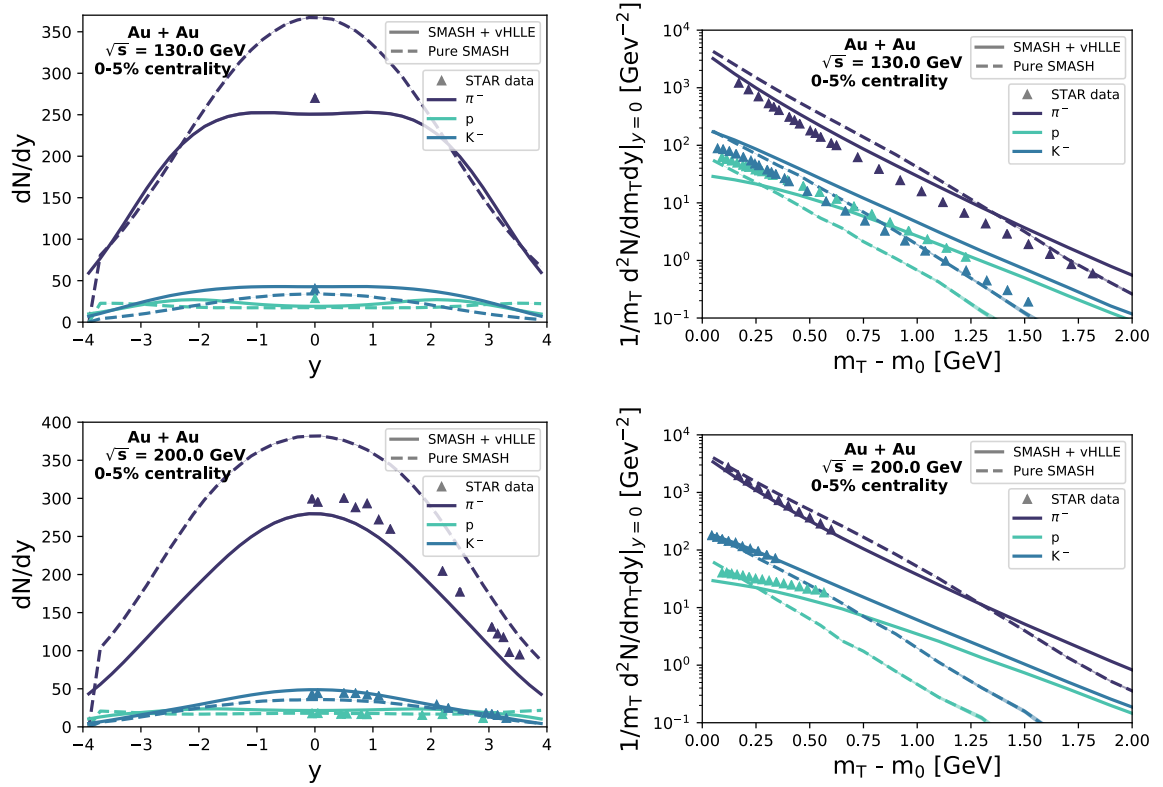 Au + Au
√s = 130.0 GeV
0-5% centrality
SMASH + vHLLE
Pure SMASH
STAR data
π⁻
p
K⁻
dN/dy
350
300
250
200
150
100
50
0
−4 −3 −2 −1 0 1 2 3 4
y
Au + Au
√s = 130.0 GeV
0-5% centrality
SMASH + vHLLE
Pure SMASH
STAR data
π⁻
p
K⁻
1/m_T d²N/dm_Tdy|_{y = 0} [Gev⁻²]
10⁴
10³
10²
10¹
10⁰
10⁻¹
0.00 0.25 0.50 0.75 1.00 1.25 1.50 1.75 2.00
m_T - m_0 [GeV]
Au + Au
√s = 200.0 GeV
0-5% centrality
SMASH + vHLLE
Pure SMASH
STAR data
π⁻
p
K⁻
dN/dy
400
350
300
250
200
150
100
50
0
−4 −3 −2 −1 0 1 2 3 4
y
Au + Au
√s = 200.0 GeV
0-5% centrality
SMASH + vHLLE
Pure SMASH
STAR data
π⁻
p
K⁻
1/m_T d²N/dm_Tdy|_{y = 0} [Gev⁻²]
10⁴
10³
10²
10¹
10⁰
10⁻¹
0.00 0.25 0.50 0.75 1.00 1.25 1.50 1.75 2.00
m_T - m_0 [GeV]